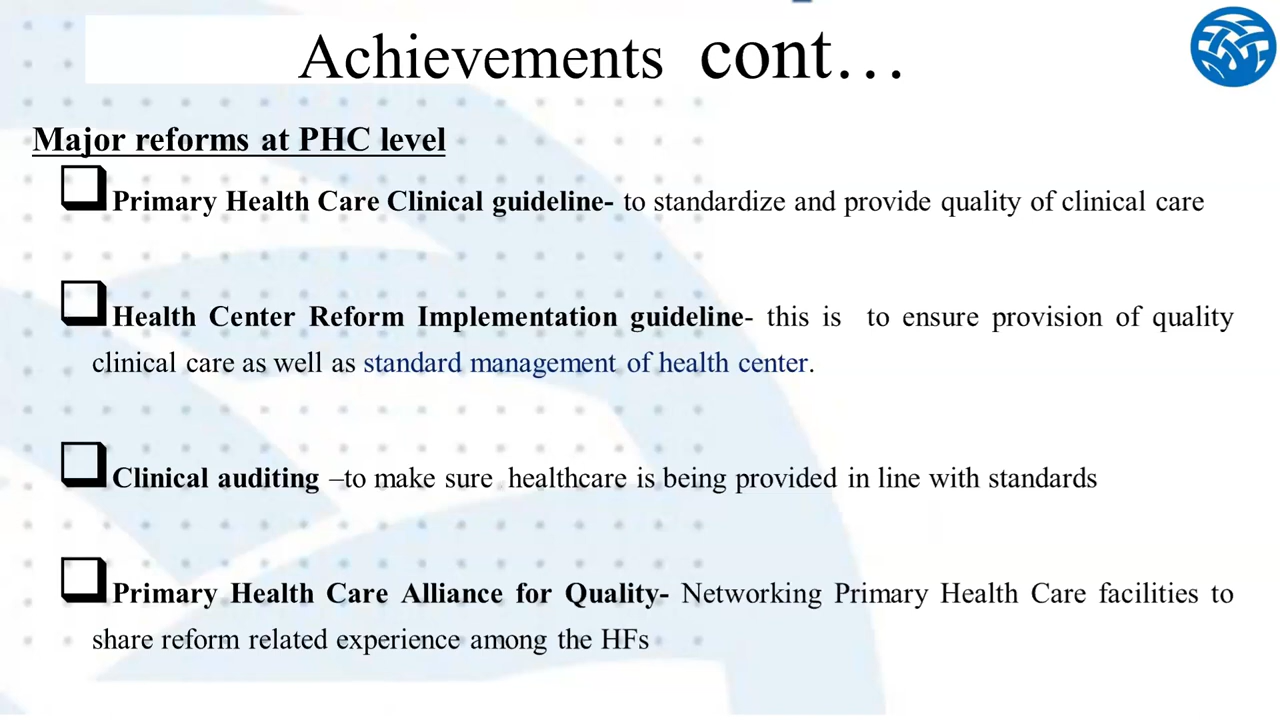 Achievements cont…
Major reforms at PHC level
❑Primary Health Care Clinical guideline- to standardize and provide quality of clinical care
❑Health Center Reform Implementation guideline- this is to ensure provision of quality
clinical care as well as standard management of health center.
❑Clinical auditing –to make sure healthcare is being provided in line with standards
❑Primary Health Care Alliance for Quality- Networking Primary Health Care facilities to
share reform related experience among the HFs